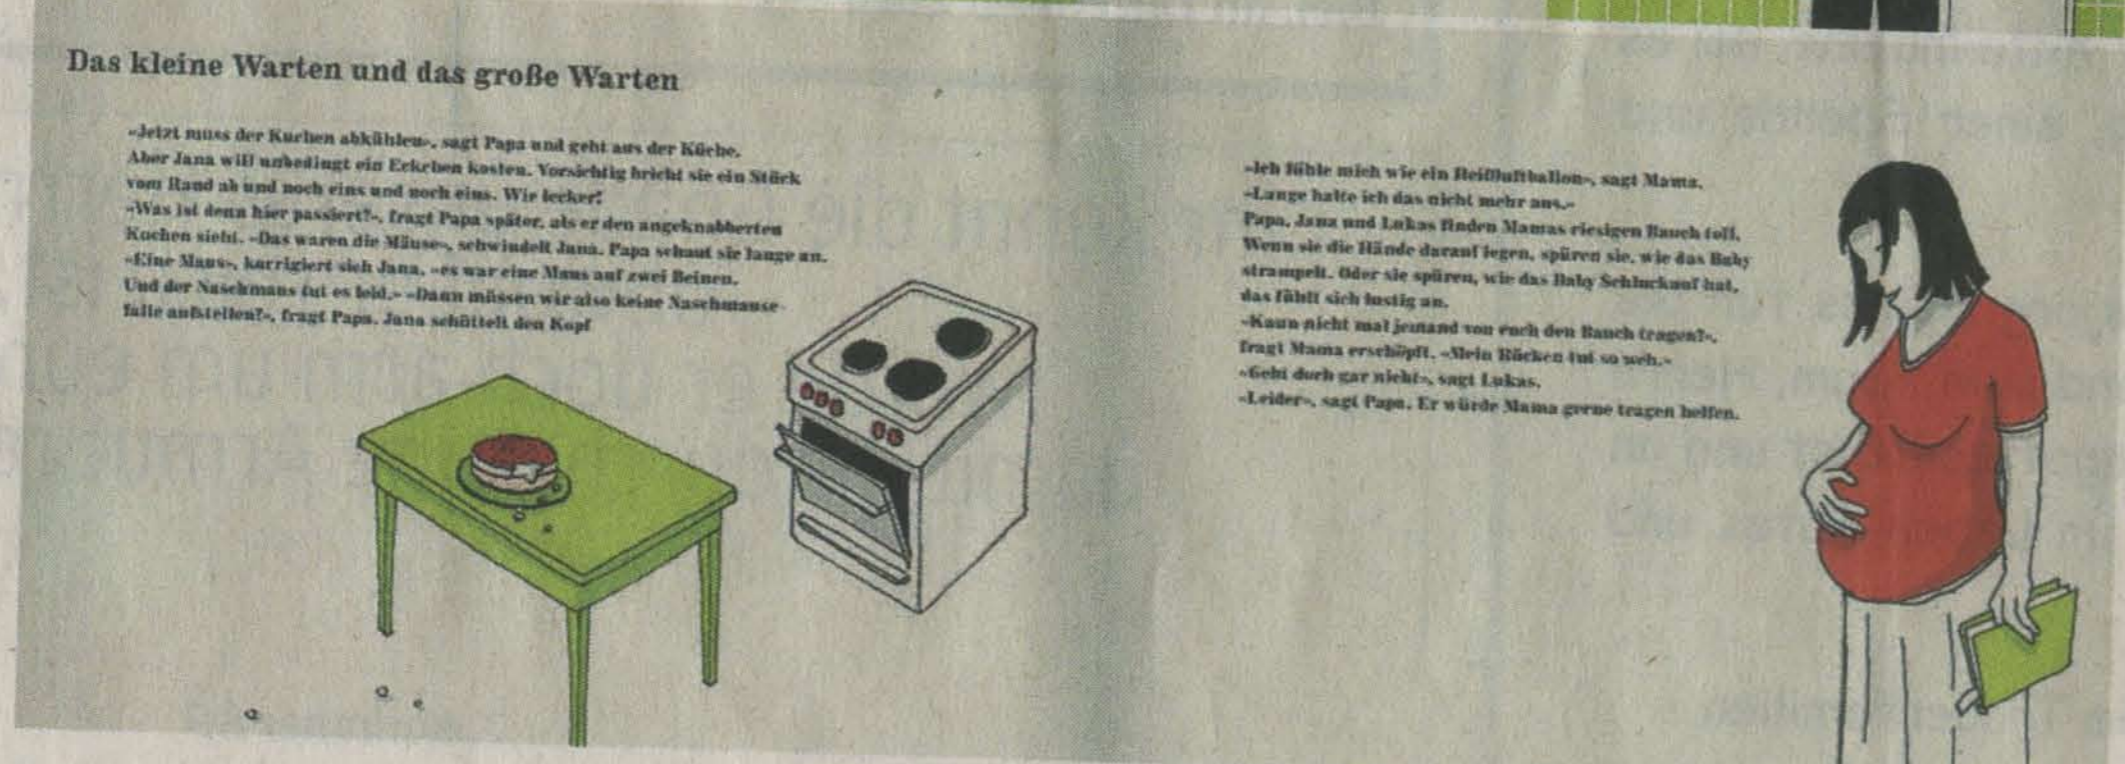 Das kleine Warten und das große Warten
«Jetzt muss der Kuchen abkühlen», sagt Papa und geht aus der Küche.
Aber Jana will unbedingt ein Eckchen kosten. Vorsichtig bricht sie ein Stück
vom Rand ab und noch eins und noch eins. Wie lecker!
«Was ist denn hier passiert?», fragt Papa später, als er den angeknabberten
Kuchen sieht. «Das waren die Mäuse», schwindelt Jana. Papa schaut sie lange an.
«Eine Maus», korrigiert sich Jana, «es war eine Maus auf zwei Beinen.
Und der Naschmaus tut es leid.» «Dann müssen wir also keine Naschmause-
falle aufstellen?», fragt Papa. Jana schüttelt den Kopf
«Ich fühle mich wie ein Heißluftballon», sagt Mama.
«Lange halte ich das nicht mehr aus.»
Papa, Jana und Lukas finden Mamas riesigen Bauch toll.
Wenn sie die Hände darauf legen, spüren sie, wie das Baby
strampelt. Oder sie spüren, wie das Baby Schluckauf hat,
das fühlt sich lustig an.
«Kann nicht mal jemand von euch den Bauch tragen?»,
fragt Mama erschöpft. «Mein Rücken tut so weh.»
«Geht doch gar nicht», sagt Lukas.
«Leider», sagt Papa. Er würde Mama gerne tragen helfen.